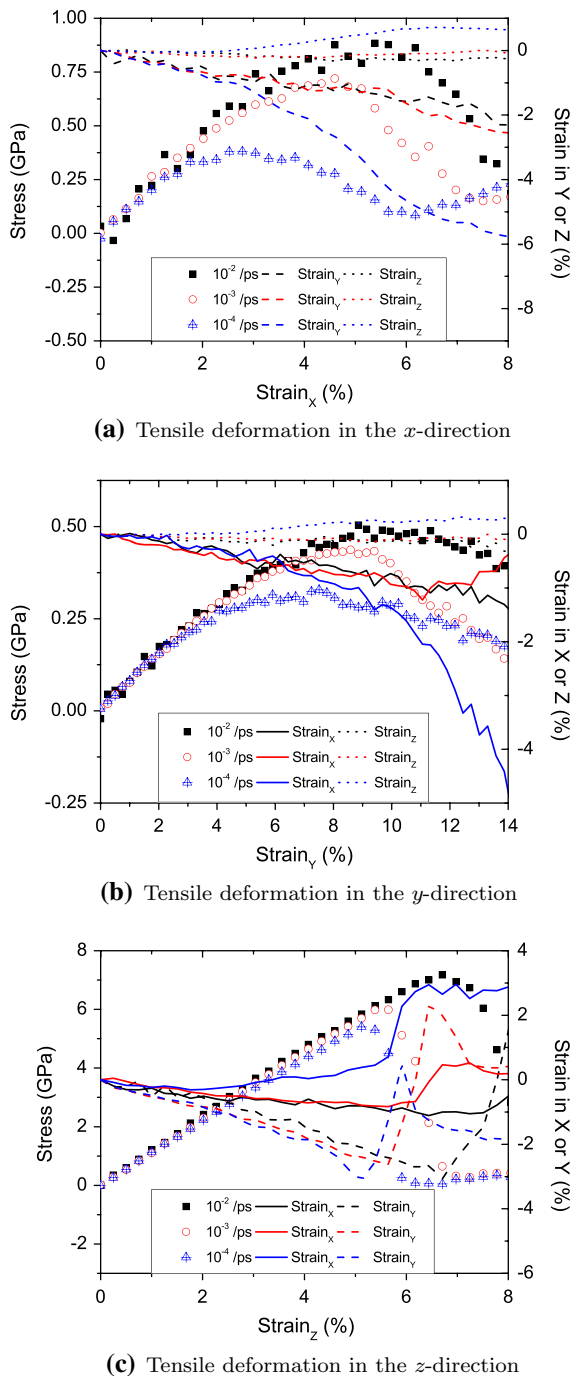 1.00
0.75
0.50
0.25
0.00
-0.25
-0.50
Stress (GPa)
0
-2
-4
-6
-8
Strain in Y or Z (%)
10⁻² /ps Strain_Y Strain_Z
10⁻³ /ps Strain_Y Strain_Z
10⁻⁴ /ps Strain_Y Strain_Z
0 2 4 6 8
Strain_X (%)
(a) Tensile deformation in the x-direction
0.50
0.25
0.00
-0.25
Stress (GPa)
0
-2
-4
Strain in X or Z (%)
10⁻² /ps Strain_X Strain_Z
10⁻³ /ps Strain_X Strain_Z
10⁻⁴ /ps Strain_X Strain_Z
0 2 4 6 8 10 12 14
Strain_Y (%)
(b) Tensile deformation in the y-direction
8
6
4
2
0
-2
Stress (GPa)
4
2
0
-2
-4
-6
Strain in X or Y (%)
10⁻² /ps Strain_X Strain_Y
10⁻³ /ps Strain_X Strain_Y
10⁻⁴ /ps Strain_X Strain_Y
0 2 4 6 8
Strain_Z (%)
(c) Tensile deformation in the z-direction